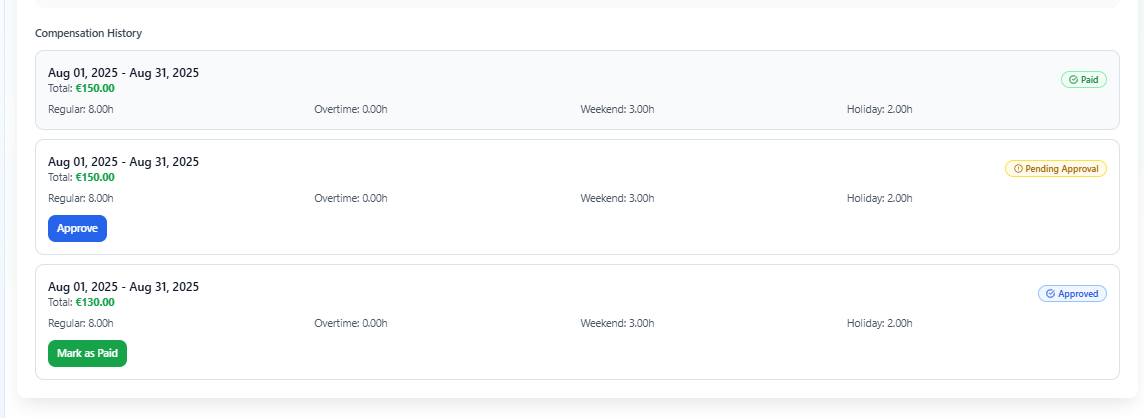 Compensation History
Aug 01, 2025 - Aug 31, 2025
Paid
Total: €150.00
Regular: 8.00h Overtime: 0.00h Weekend: 3.00h Holiday: 2.00h
Aug 01, 2025 - Aug 31, 2025
Pending Approval
Total: €150.00
Regular: 8.00h Overtime: 0.00h Weekend: 3.00h Holiday: 2.00h
Approve
Aug 01, 2025 - Aug 31, 2025
Approved
Total: €130.00
Regular: 8.00h Overtime: 0.00h Weekend: 3.00h Holiday: 2.00h
Mark as Paid